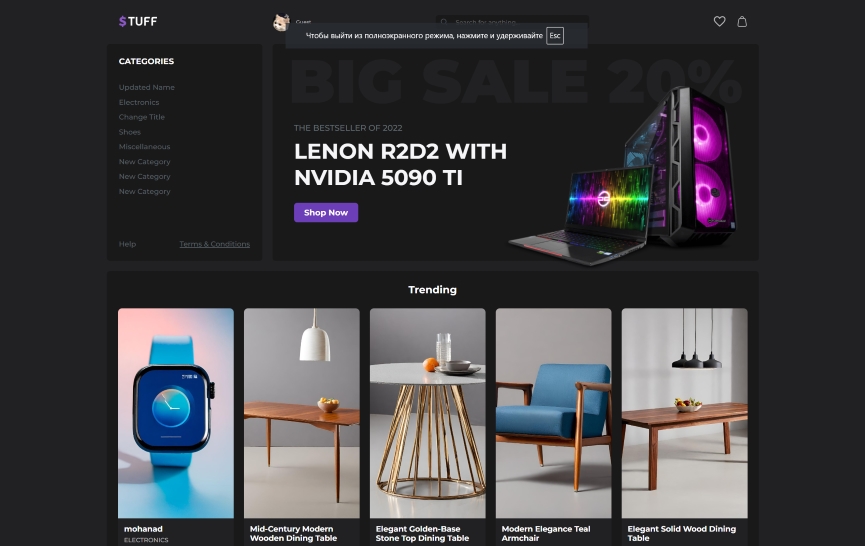 $TUFF
Guest
Search for anything...
Чтобы выйти из полноэкранного режима, нажмите и удерживайте Esc
CATEGORIES
Updated Name
Electronics
Change Title
Shoes
Miscellaneous
New Category
New Category
New Category
Help
Terms & Conditions
BIG SALE 20%
THE BESTSELLER OF 2022
LENON R2D2 WITH
NVIDIA 5090 TI
Shop Now
Trending
mohanad
ELECTRONICS
Mid-Century Modern
Wooden Dining Table
Elegant Golden-Base
Stone Top Dining Table
Modern Elegance Teal
Armchair
Elegant Solid Wood Dining
Table